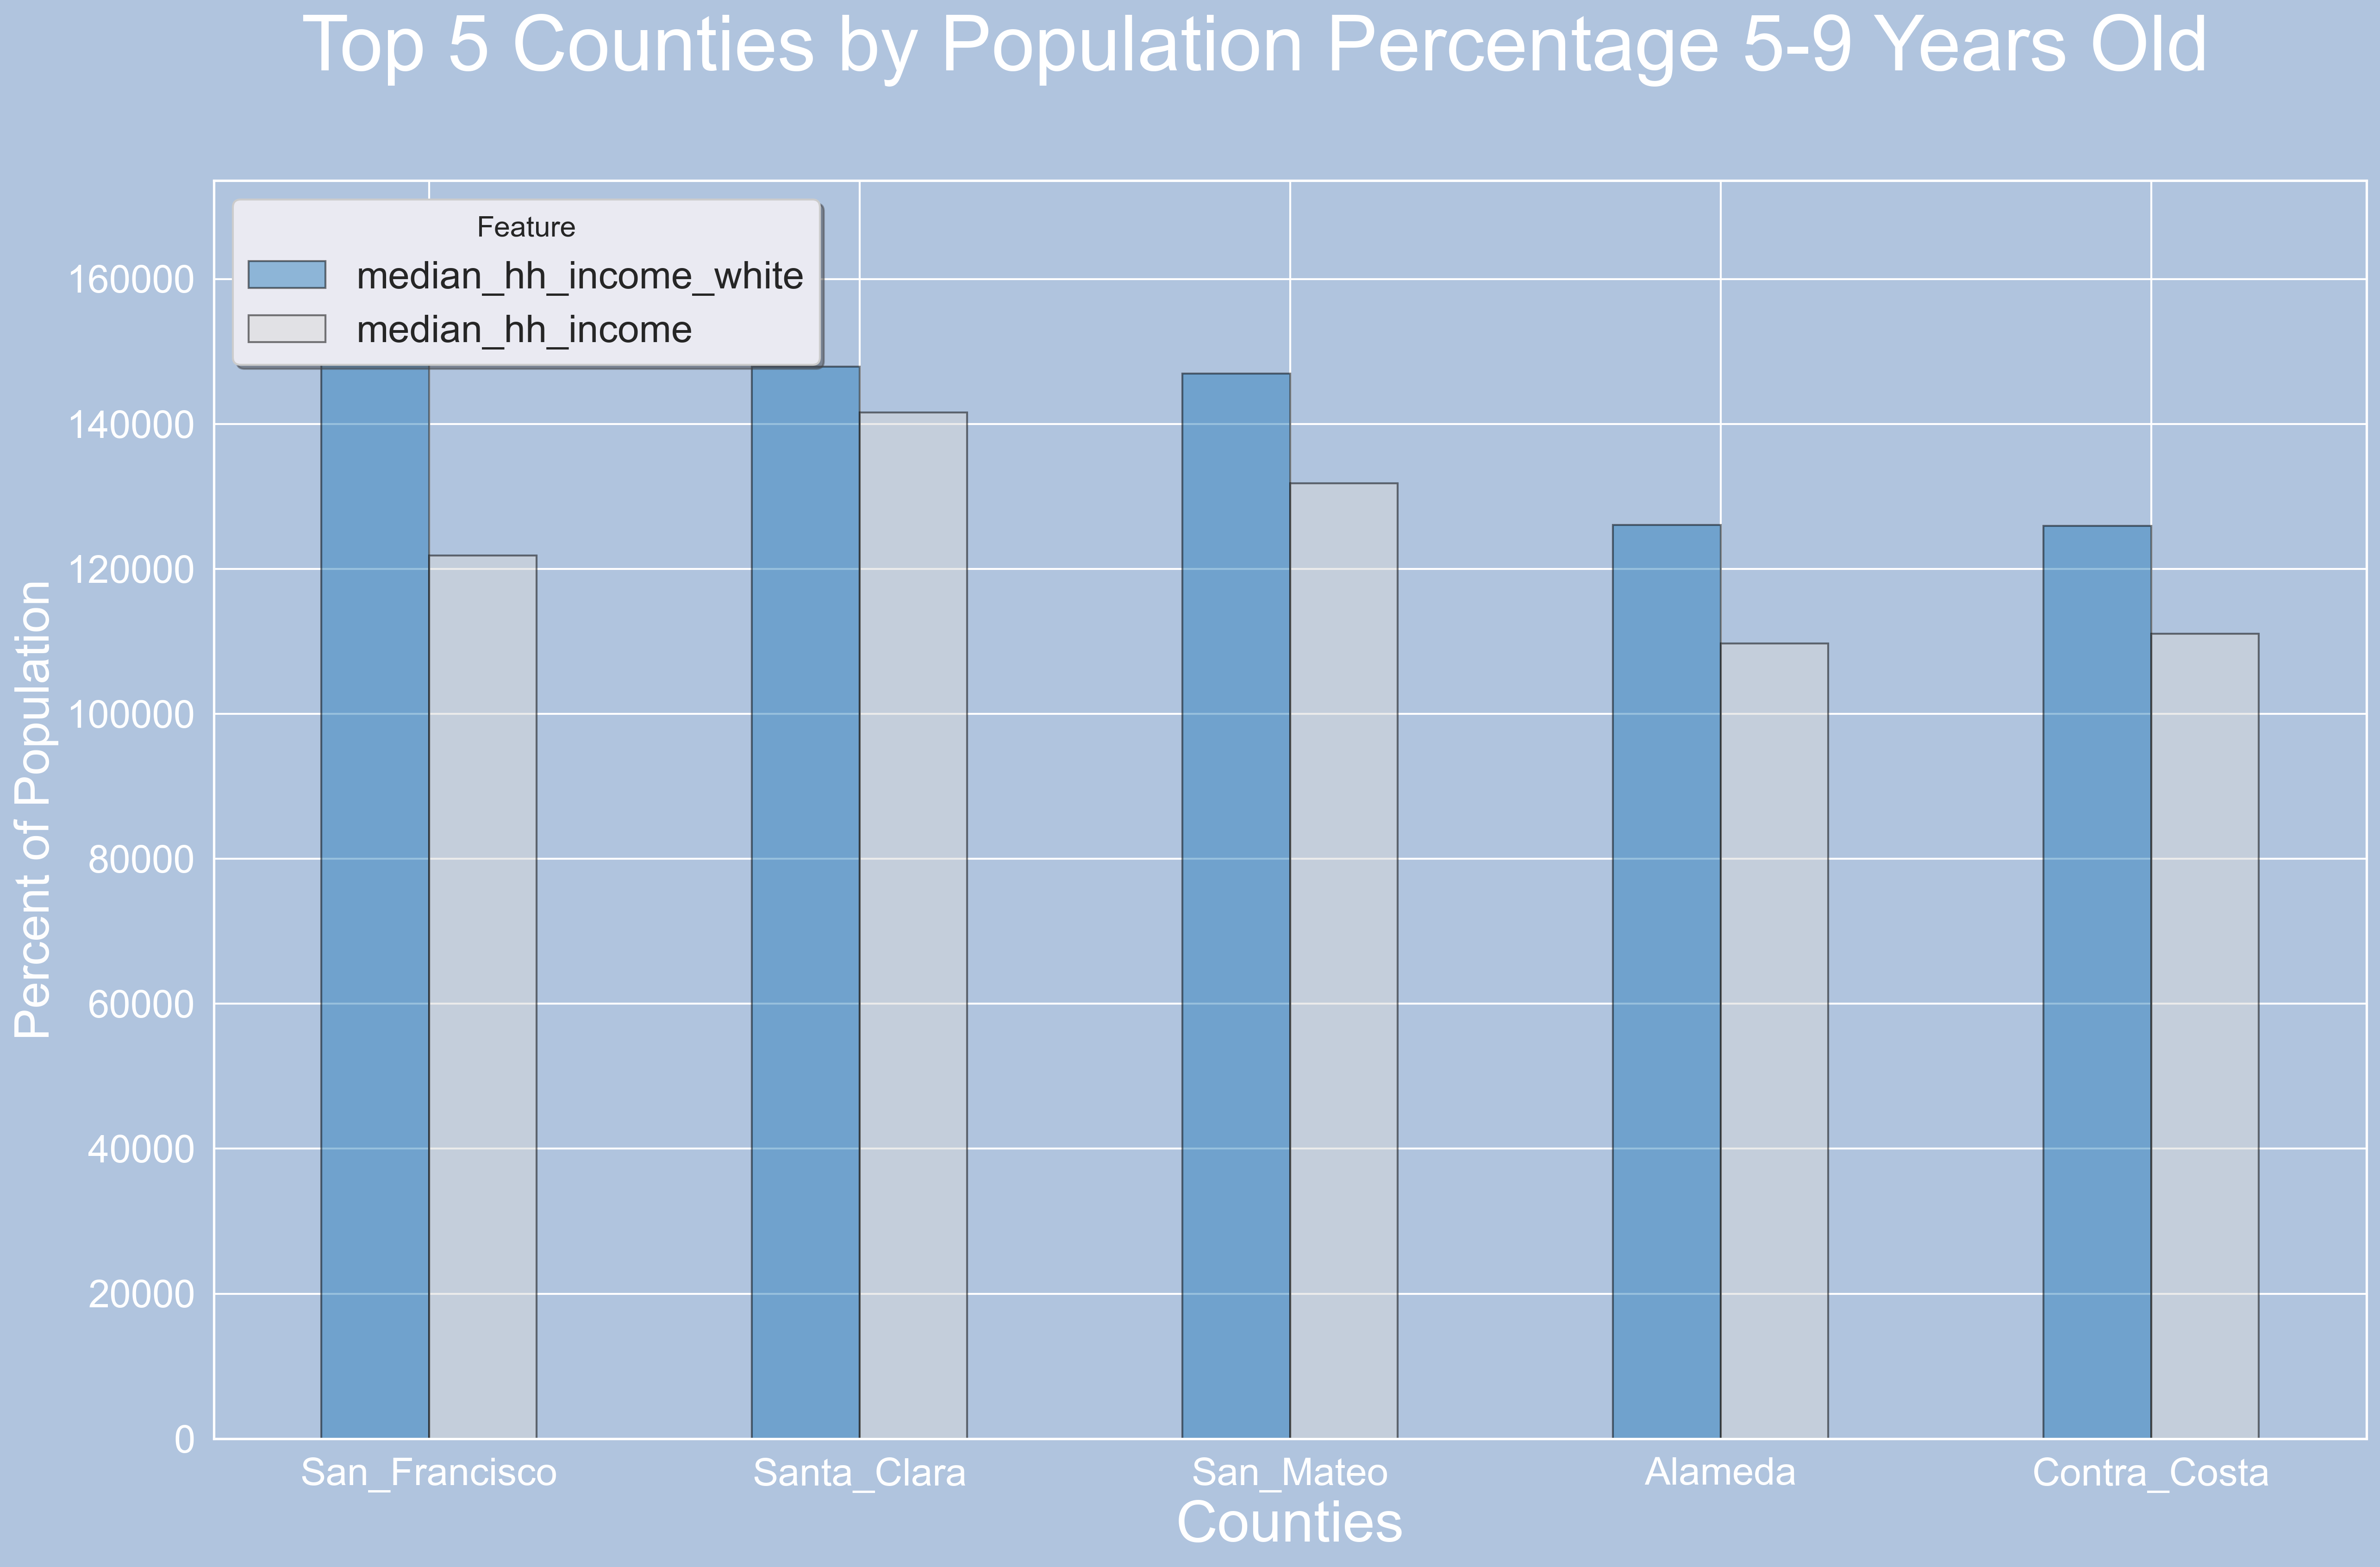 Top 5 Counties by Population Percentage 5-9 Years Old
Feature
median_hh_income_white
median_hh_income
160000
140000
120000
100000
80000
60000
40000
20000
0
Percent of Population
San_Francisco
Santa_Clara
San_Mateo
Alameda
Contra_Costa
Counties